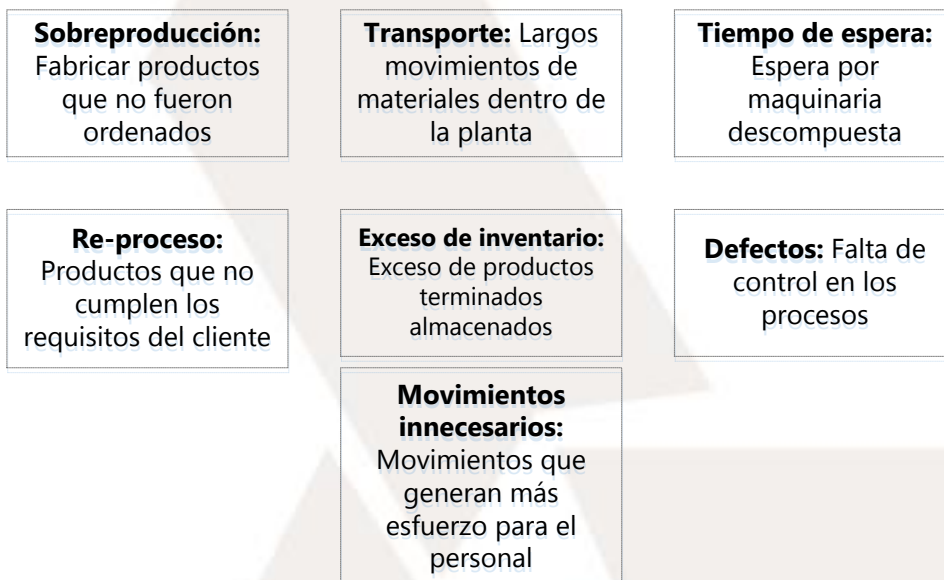 Sobreproducción:
Fabricar productos
que no fueron
ordenados
Transporte: Largos
movimientos de
materiales dentro de
la planta
Tiempo de espera:
Espera por
maquinaria
descompuesta
Re-proceso:
Productos que no
cumplen los
requisitos del cliente
Exceso de inventario:
Exceso de productos
terminados
almacenados
Defectos: Falta de
control en los
procesos
Movimientos
innecesarios:
Movimientos que
generan más
esfuerzo para el
personal